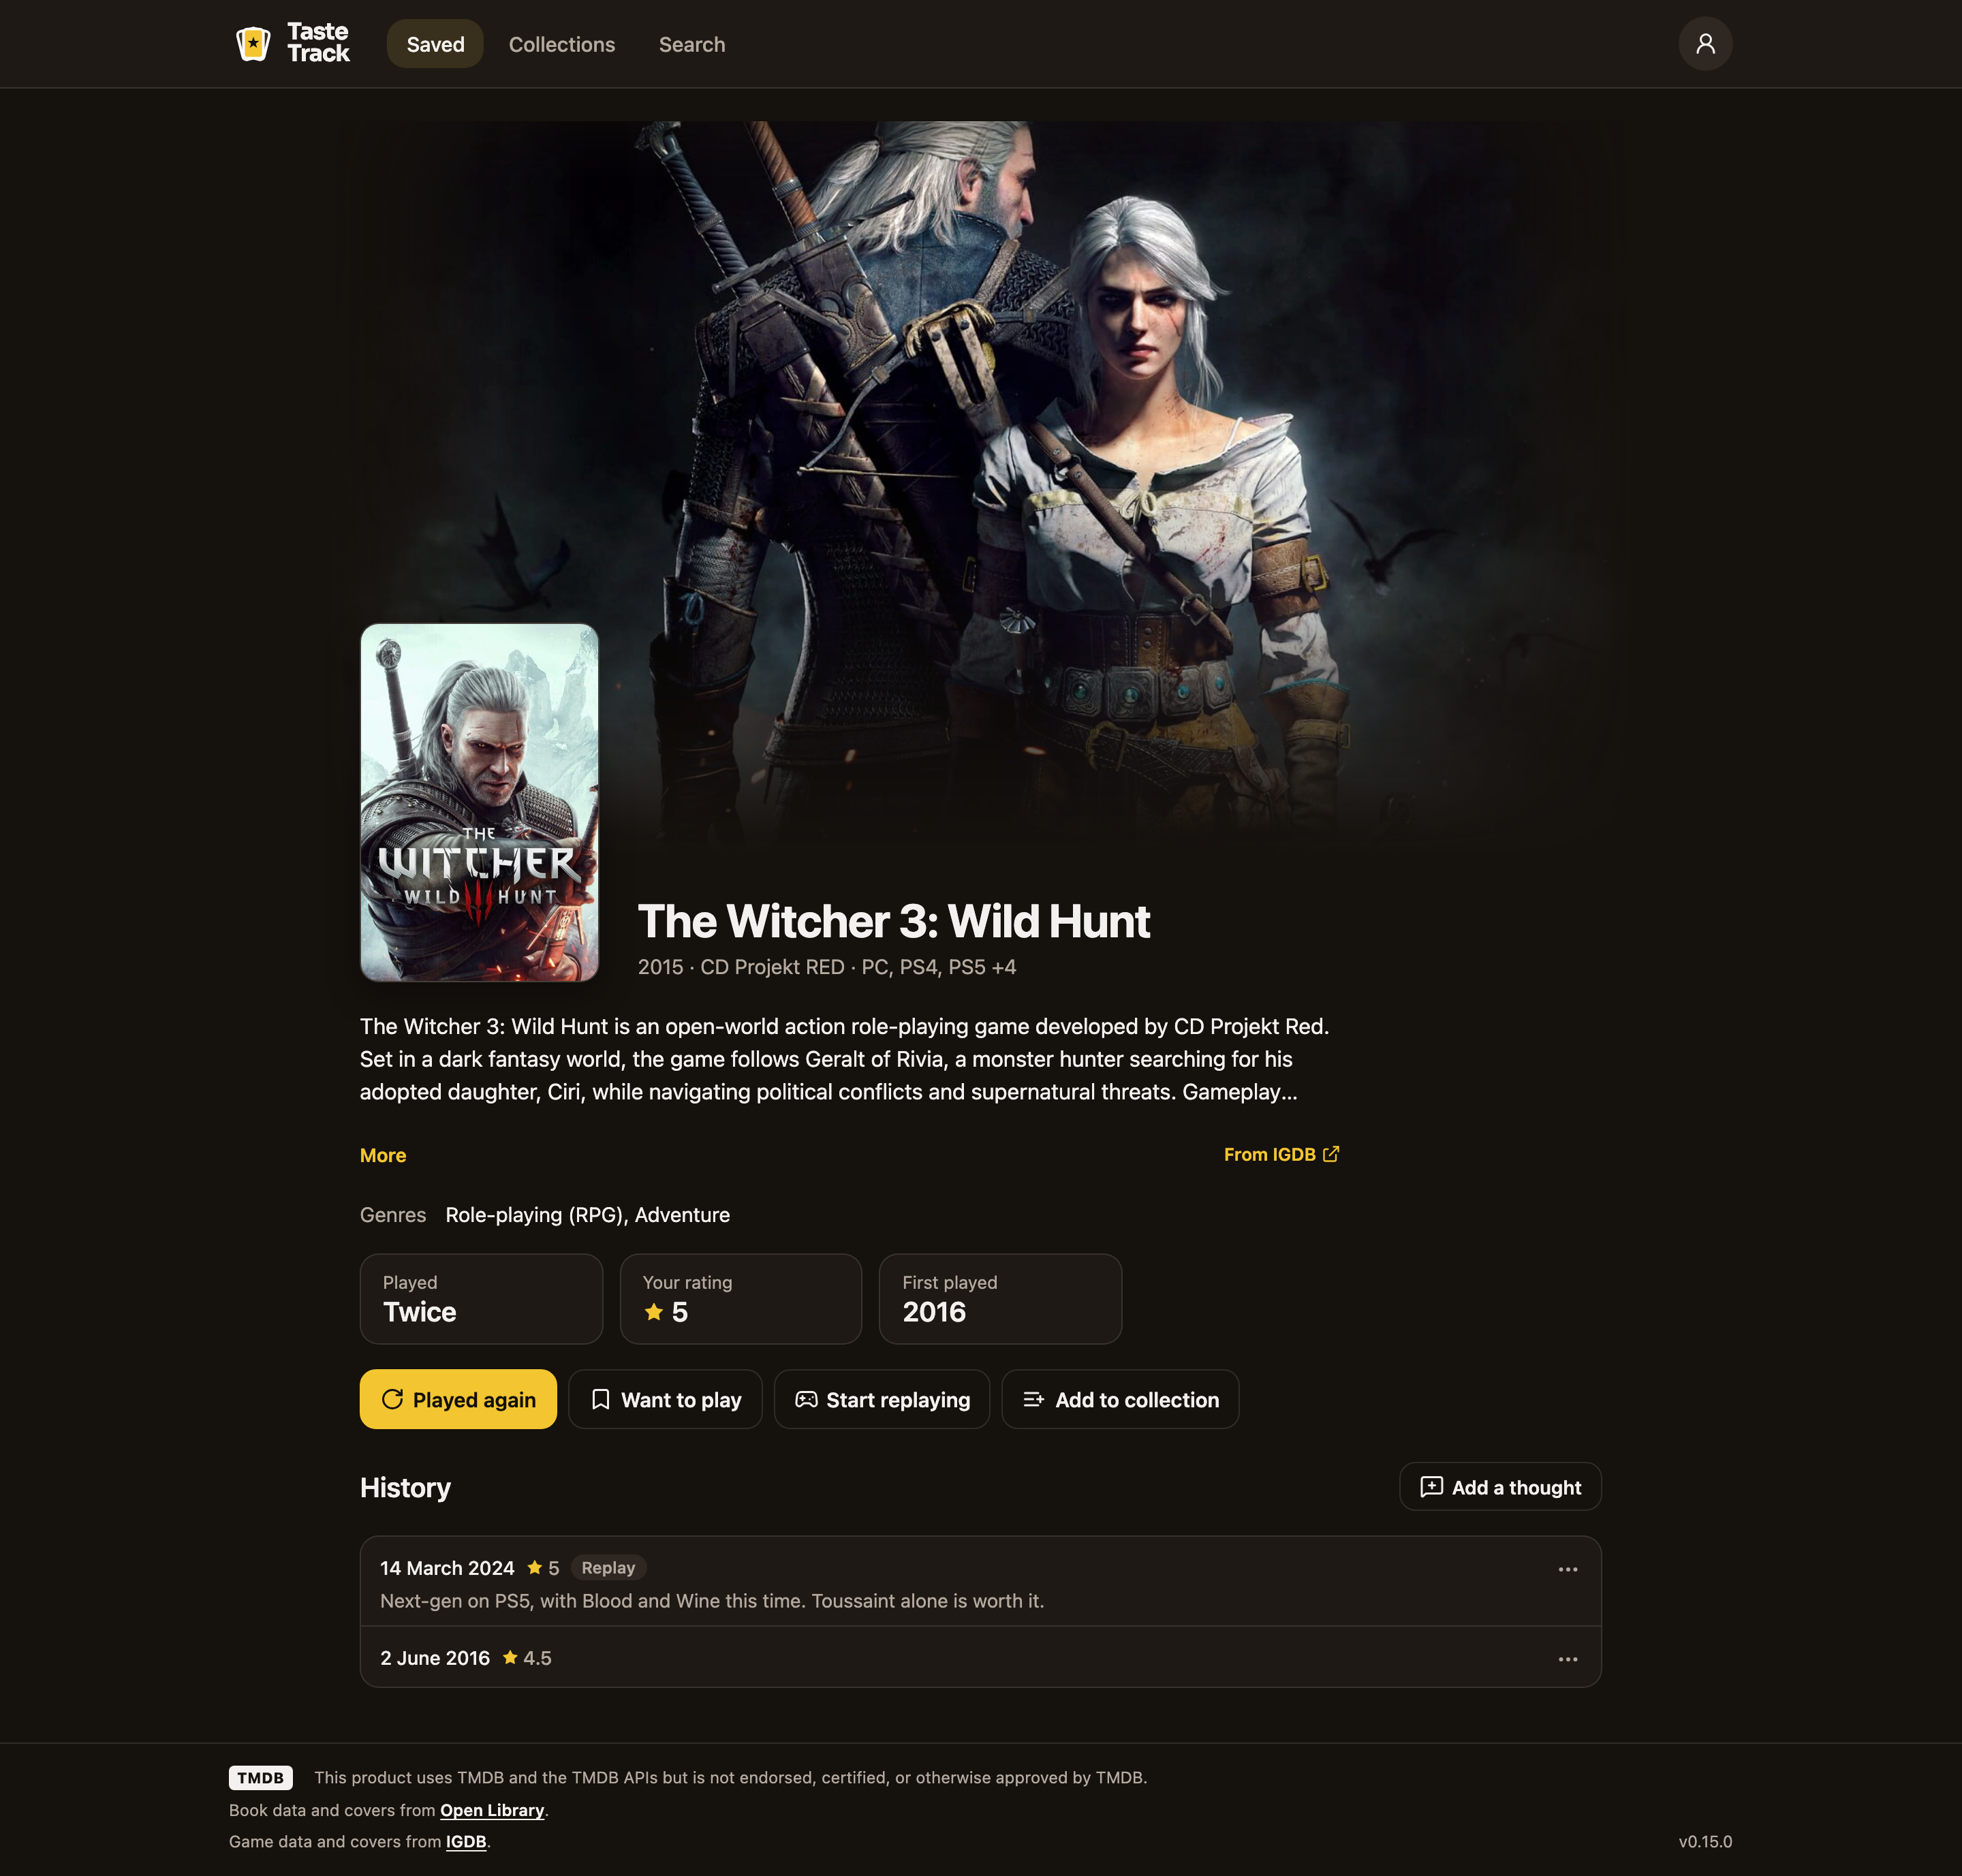 Taste
Track
Saved
Collections
Search
THE
WITCHER
WILD HUNT
The Witcher 3: Wild Hunt
2015 · CD Projekt RED · PC, PS4, PS5 +4
The Witcher 3: Wild Hunt is an open-world action role-playing game developed by CD Projekt Red.
Set in a dark fantasy world, the game follows Geralt of Rivia, a monster hunter searching for his
adopted daughter, Ciri, while navigating political conflicts and supernatural threats. Gameplay...
More
From IGDB
Genres Role-playing (RPG), Adventure
Played
Twice
Your rating
5
First played
2016
Played again
Want to play
Start replaying
Add to collection
History
Add a thought
14 March 2024 5 Replay
Next-gen on PS5, with Blood and Wine this time. Toussaint alone is worth it.
2 June 2016 4.5
TMDB This product uses TMDB and the TMDB APIs but is not endorsed, certified, or otherwise approved by TMDB.
Book data and covers from Open Library.
Game data and covers from IGDB.
v0.15.0